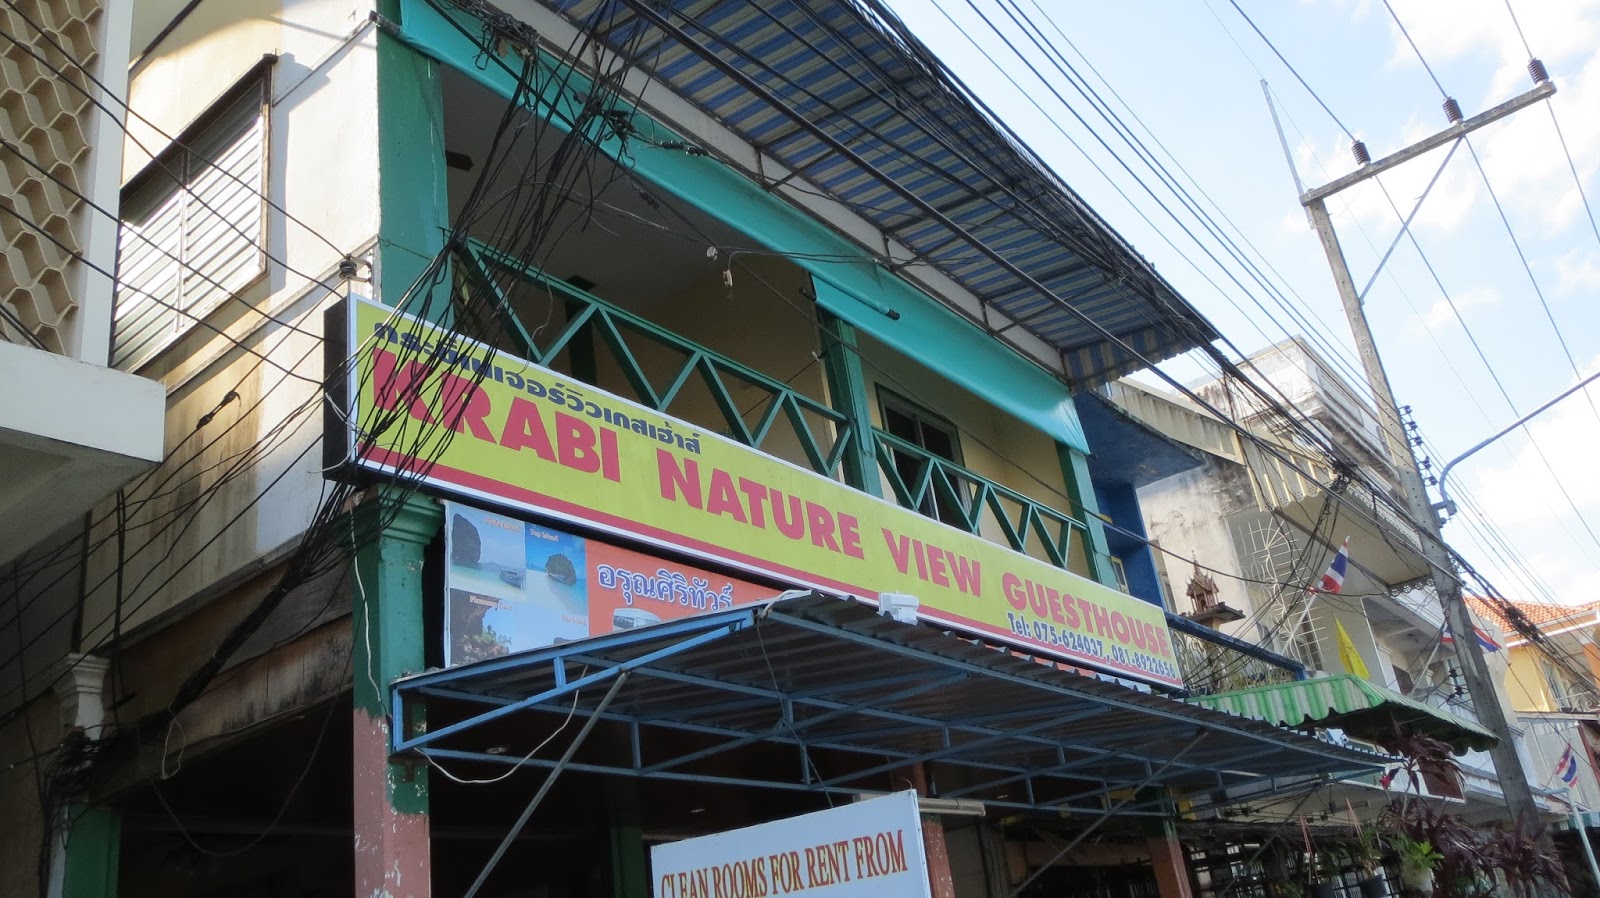 กระบี่เนเจอร์วิวเกสเฮ้าส์
KRABI NATURE VIEW GUESTHOUSE
Tel: 075-624037, 081-8922656
อรุณศิริทัวร์
CLEAN ROOMS FOR RENT FROM